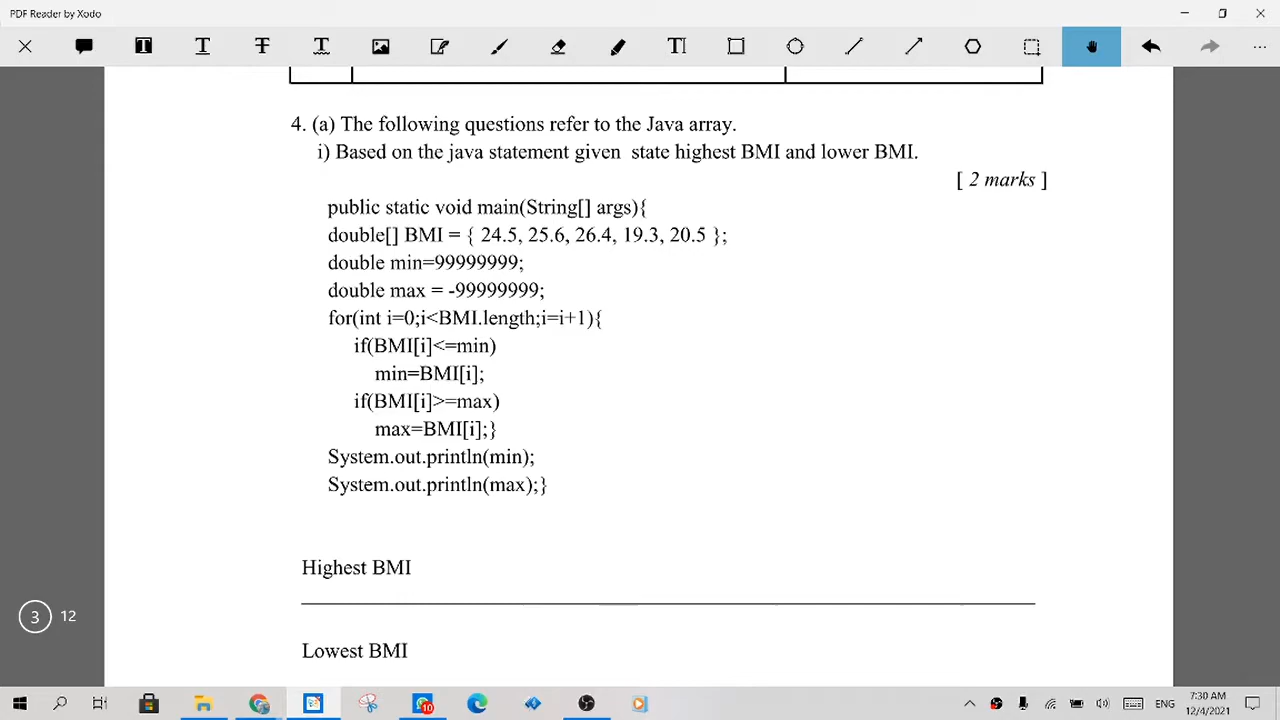 PDF Reader by Xodo
4. (a) The following questions refer to the Java array.
i) Based on the java statement given  state highest BMI and lower BMI.
[ 2 marks ]
public static void main(String[] args){
double[] BMI = { 24.5, 25.6, 26.4, 19.3, 20.5 };
double min=99999999;
double max = -99999999;
for(int i=0;i<BMI.length;i=i+1){
if(BMI[i]<=min)
min=BMI[i];
if(BMI[i]>=max)
max=BMI[i];}
System.out.println(min);
System.out.println(max);}
Highest BMI
3 12
Lowest BMI
10
ENG
7:30 AM
12/4/2021